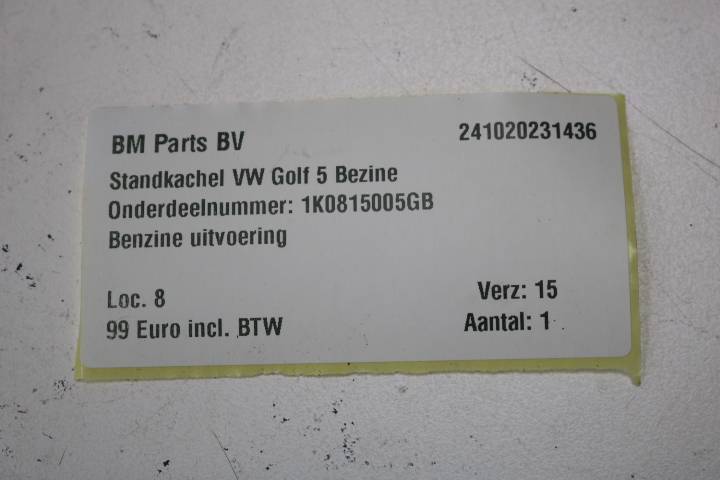 BM Parts BV 241020231436
Standkachel VW Golf 5 Bezine
Onderdeelnummer: 1K0815005GB
Benzine uitvoering
Loc. 8 Verz: 15
99 Euro incl. BTW Aantal: 1